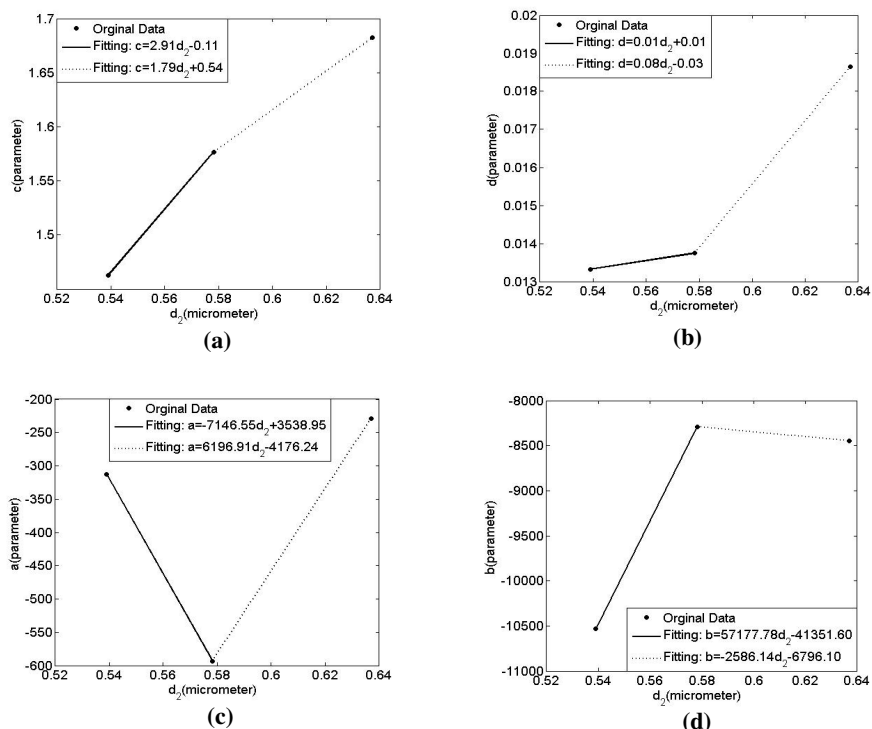 1.7
1.65
1.6
1.55
1.5
c(parameter)
Orginal Data
Fitting: c=2.91d2-0.11
Fitting: c=1.79d2+0.54
0.52 0.54 0.56 0.58 0.6 0.62 0.64
d2(micrometer)
(a)
0.02
0.019
0.018
0.017
0.016
0.015
0.014
0.013
d(parameter)
Orginal Data
Fitting: d=0.01d2+0.01
Fitting: d=0.08d2-0.03
0.52 0.54 0.56 0.58 0.6 0.62 0.64
d2(micrometer)
(b)
-200
-250
-300
-350
-400
-450
-500
-550
-600
a(parameter)
Orginal Data
Fitting: a=-7146.55d2+3538.95
Fitting: a=6196.91d2-4176.24
0.52 0.54 0.56 0.58 0.6 0.62 0.64
d2(micrometer)
(c)
-8000
-8500
-9000
-9500
-10000
-10500
-11000
b(parameter)
Orginal Data
Fitting: b=57177.78d2-41351.60
Fitting: b=-2586.14d2-6796.10
0.52 0.54 0.56 0.58 0.6 0.62 0.64
d2(micrometer)
(d)